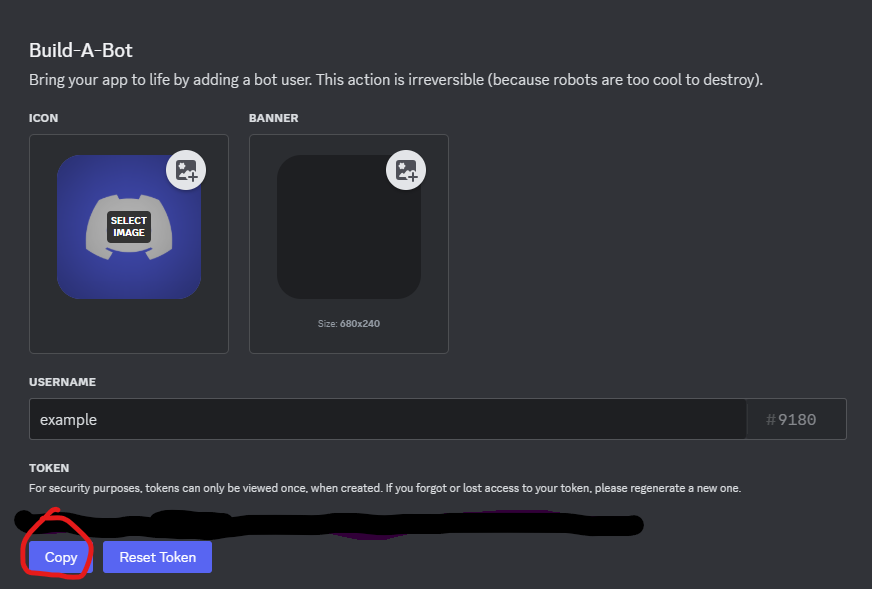 Build-A-Bot
Bring your app to life by adding a bot user. This action is irreversible (because robots are too cool to destroy).
ICON
BANNER
SELECT
IMAGE
Size: 680x240
USERNAME
example
#9180
TOKEN
For security purposes, tokens can only be viewed once, when created. If you forgot or lost access to your token, please regenerate a new one.
Copy
Reset Token